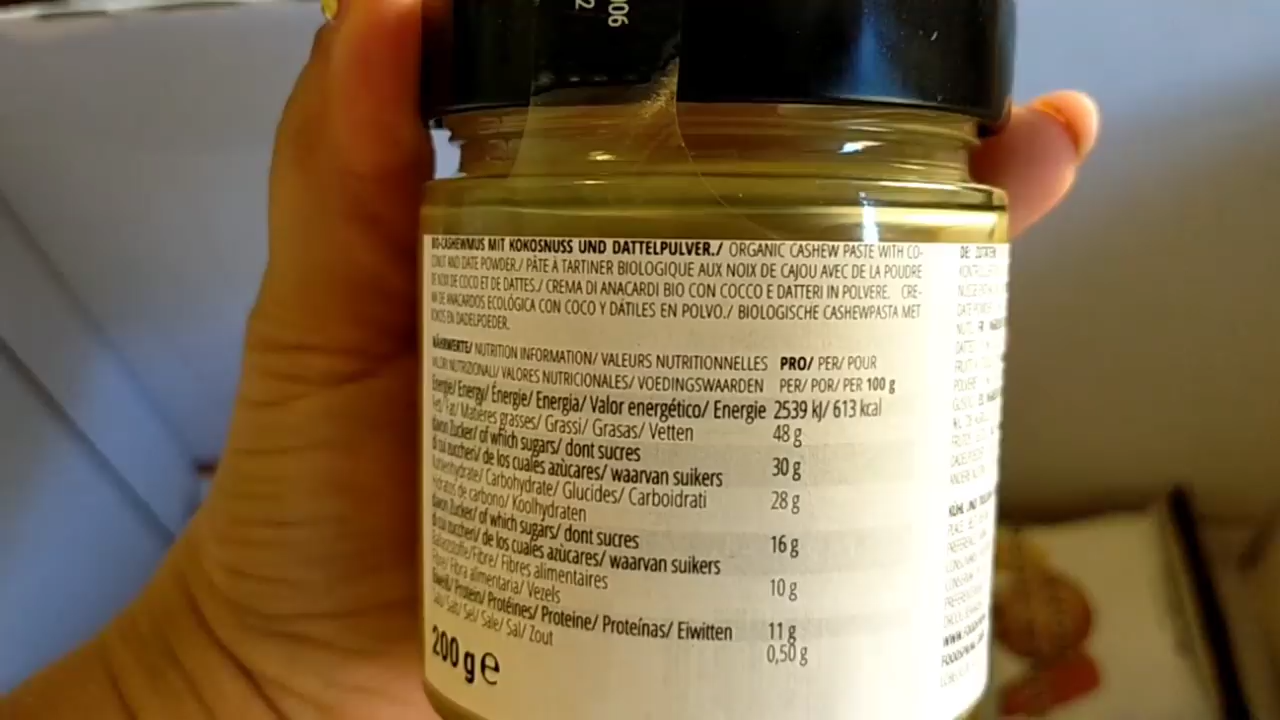 006
2
BIO-CASHEWMUS MIT KOKOSNUSS UND DATTELPULVER./ ORGANIC CASHEW PASTE WITH CO-
CONUT AND DATE POWDER./ PÂTE À TARTINER BIOLOGIQUE AUX NOIX DE CAJOU AVEC DE LA POUDRE
DE NOIX DE COCO ET DE DATTES./ CREMA DI ANACARDI BIO CON COCCO E DATTERI IN POLVERE. CRE-
MA DE ANACARDOS ECOLÓGICA CON COCO Y DÁTILES EN POLVO./ BIOLOGISCHE CASHEWPASTA MET
KOKOS EN DADELPOEDER.
NÄHRWERTE/ NUTRITION INFORMATION/ VALEURS NUTRITIONNELLES PRO/ PER/ POUR
VALORI NUTRIZIONALI/ VALORES NUTRICIONALES/ VOEDINGSWAARDEN PER/ POR/ PER 100 g
Energie/ Energy/ Énergie/ Energia/ Valor energético/ Energie 2539 kJ/ 613 kcal
Fett/ Fat/ Matières grasses/ Grassi/ Grasas/ Vetten 48 g
davon Zucker/ of which sugars/ dont sucres
di cui zuccheri/ de los cuales azùcares/ waarvan suikers 30 g
Kohlenhydrate/ Carbohydrate/ Glucides/ Carboidrati 28 g
Hidratos de carbono/ Koolhydraten
davon Zucker/ of which sugars/ dont sucres 16 g
di cui zuccheri/ de los cuales azùcares/ waarvan suikers
Ballaststoffe/ Fibre/ Fibres alimentaires 10 g
Fibre/ Fibra alimentaria/ Vezels
Eiweiß/ Protein/ Protéines/ Proteine/ Proteínas/ Eiwitten 11 g
Salz/ Salt/ Sel/ Sale/ Sal/ Zout 0,50 g
200 g e
DE: ZUTATEN